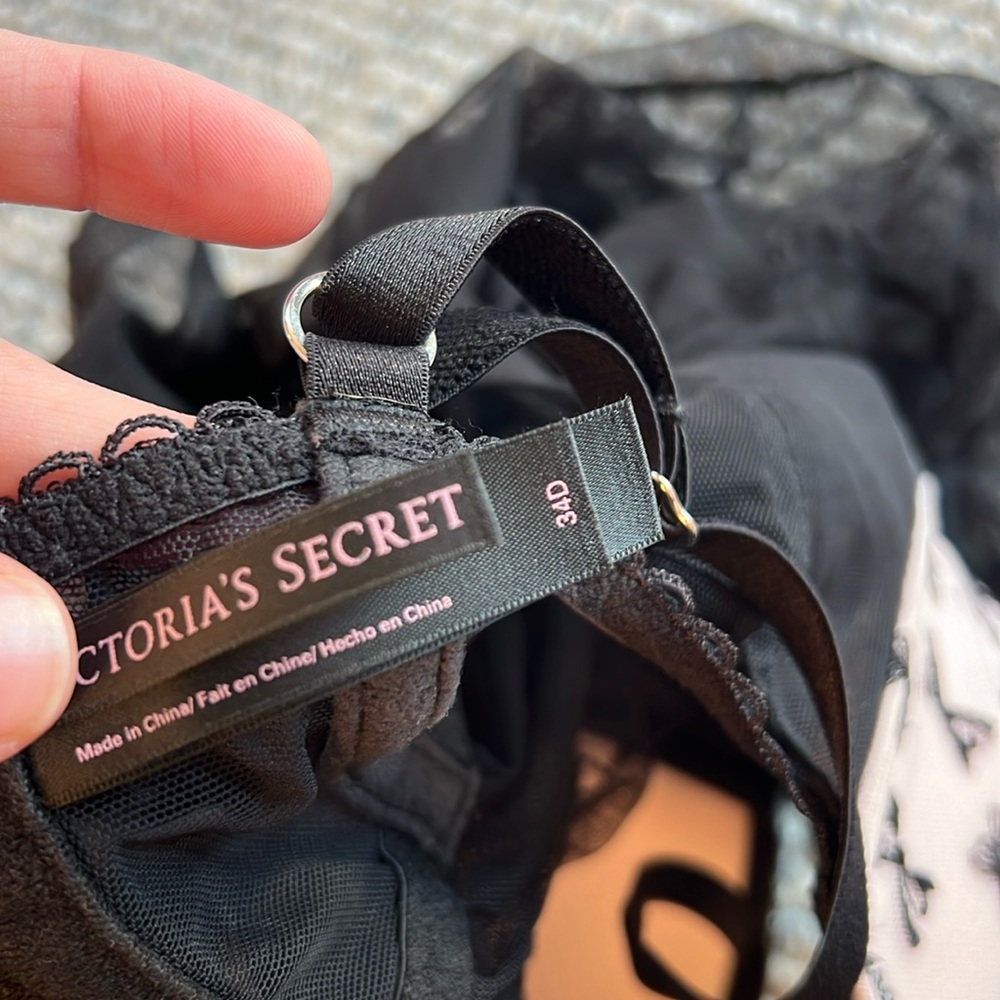 CTORIA'S SECRET
34D
Made in China/ Fait en Chine/ Hecho en China